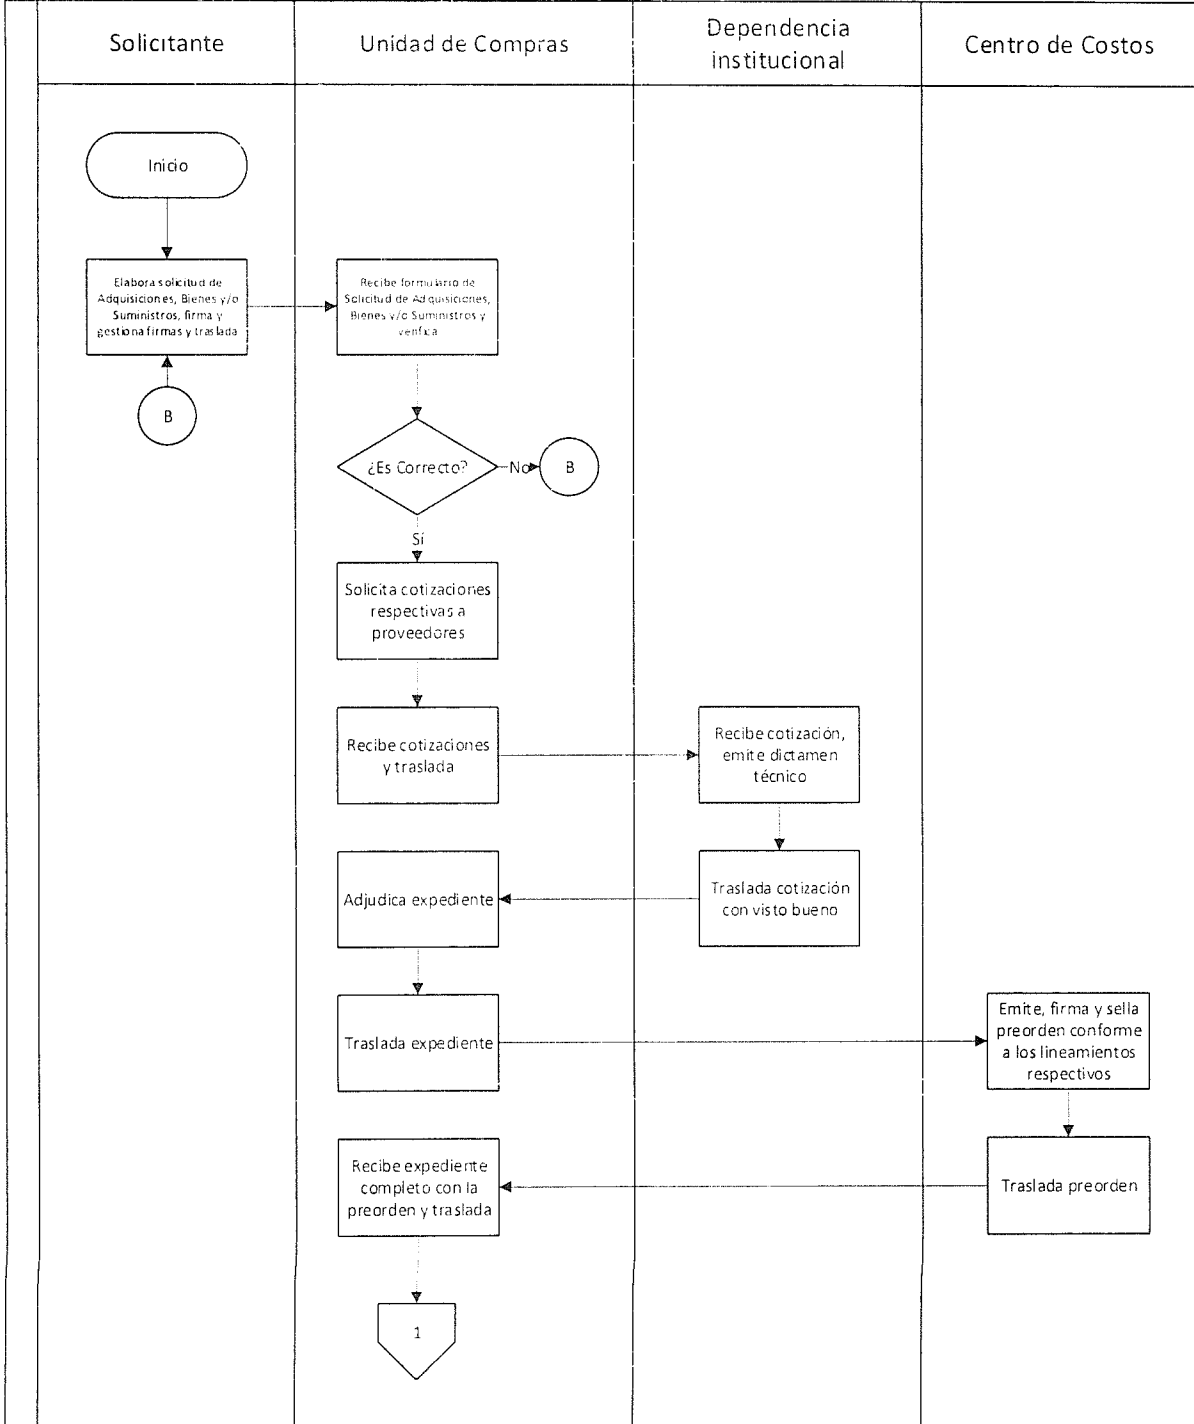 Solicitante
Unidad de Compras
Dependencia
institucional
Centro de Costos
Inicio
Elabora solicitud de
Adquisiciones, Bienes y/o
Suministros, firma y
gestiona firmas y traslada
Recibe formulario de
Solicitud de Adquisiciones,
Bienes y/o Suministros y
verifica
B
¿Es Correcto?
No
B
Sí
Solicita cotizaciones
respectivas a
proveedores
Recibe cotizaciones
y traslada
Recibe cotización,
emite dictamen
técnico
Adjudica expediente
Traslada cotización
con visto bueno
Traslada expediente
Emite, firma y sella
preorden conforme
a los lineamientos
respectivos
Recibe expediente
completo con la
preorden y traslada
Traslada preorden
1